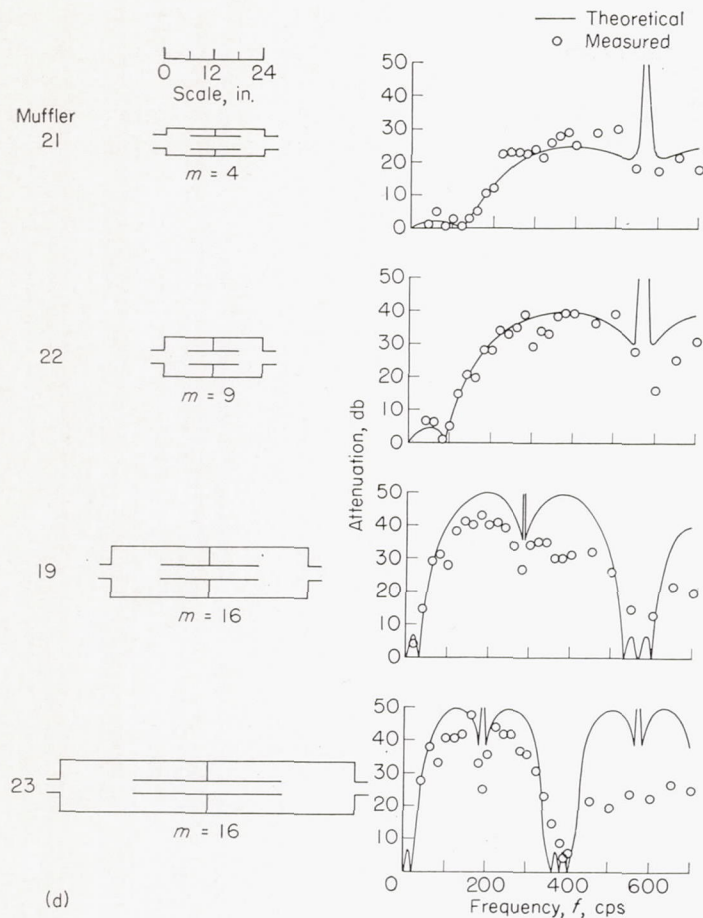 Theoretical
Measured
0 12 24
Scale, in.
Muffler
21
m = 4
50
40
30
20
10
0
22
m = 9
50
40
30
20
10
0
Attenuation, db
19
m = 16
50
40
30
20
10
0
23
m = 16
50
40
30
20
10
0
0 200 400 600
Frequency, f, cps
(d)